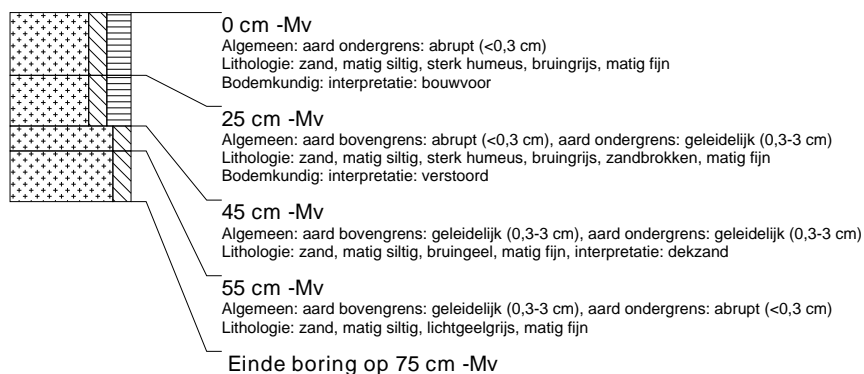 0 cm -Mv
Algemeen: aard ondergrens: abrupt (<0,3 cm)
Lithologie: zand, matig siltig, sterk humeus, bruingrijs, matig fijn
Bodemkundig: interpretatie: bouwvoor
25 cm -Mv
Algemeen: aard bovengrens: abrupt (<0,3 cm), aard ondergrens: geleidelijk (0,3-3 cm)
Lithologie: zand, matig siltig, sterk humeus, bruingrijs, zandbrokken, matig fijn
Bodemkundig: interpretatie: verstoord
45 cm -Mv
Algemeen: aard bovengrens: geleidelijk (0,3-3 cm), aard ondergrens: geleidelijk (0,3-3 cm)
Lithologie: zand, matig siltig, bruingeel, matig fijn, interpretatie: dekzand
55 cm -Mv
Algemeen: aard bovengrens: geleidelijk (0,3-3 cm), aard ondergrens: abrupt (<0,3 cm)
Lithologie: zand, matig siltig, lichtgeelgrijs, matig fijn
Einde boring op 75 cm -Mv